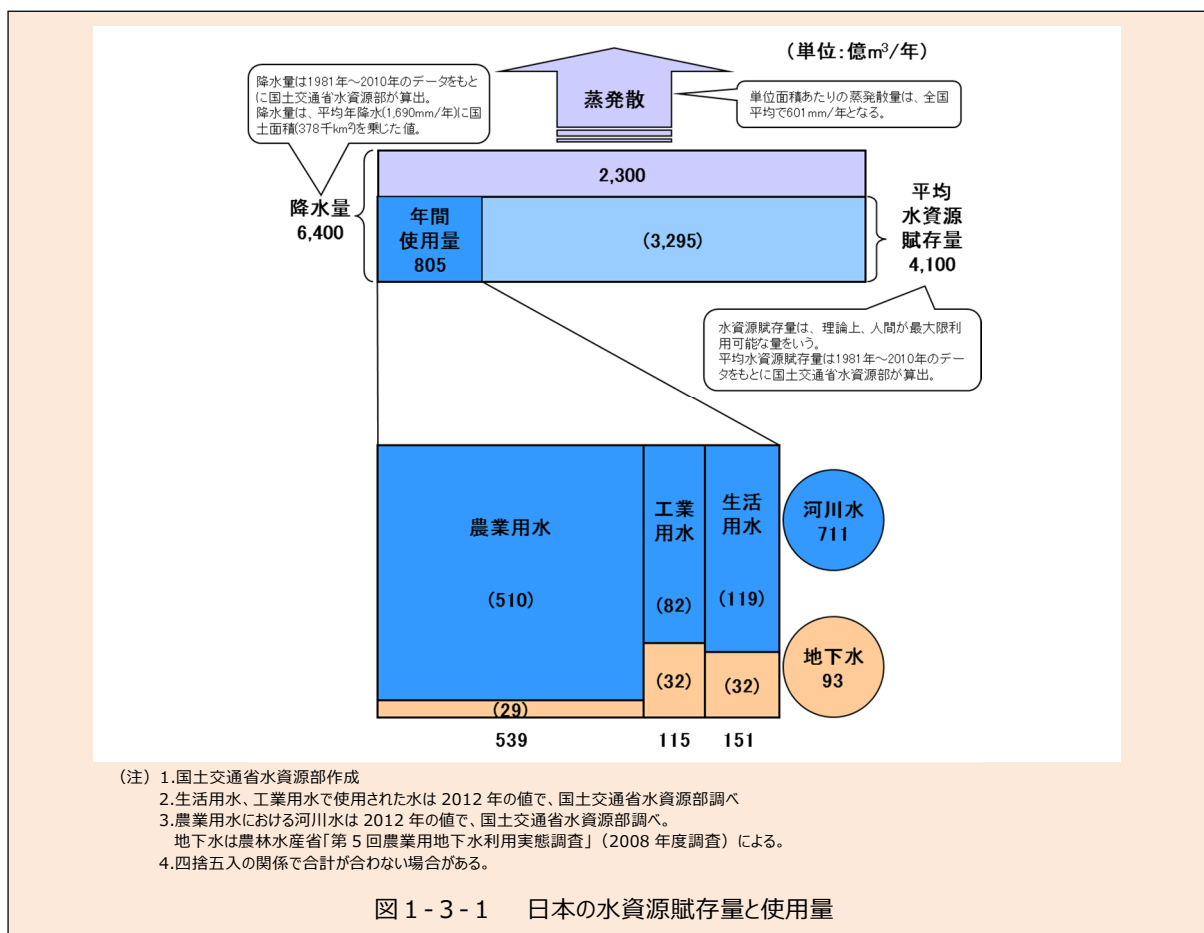 （単位：億m³/年）
降水量は1981年～2010年のデータをもと
に国土交通省水資源部が算出。
降水量は、平均年降水(1,690mm/年)に国
土面積(378千km²)を乗じた値。
蒸発散
単位面積あたりの蒸発散量は、全国
平均で601mm/年となる。
2,300
降水量
6,400
年間
使用量
805
(3,295)
平均
水資源
賦存量
4,100
水資源賦存量は、理論上、人間が最大限利
用可能な量をいう。
平均水資源賦存量は1981年～2010年のデー
タをもとに国土交通省水資源部が算出。
農業用水
(510)
(29)
539
工業
用水
(82)
(32)
115
生活
用水
(119)
(32)
151
河川水
711
地下水
93
（注）1.国土交通省水資源部作成
2.生活用水、工業用水で使用された水は 2012 年の値で、国土交通省水資源部調べ
3.農業用水における河川水は 2012 年の値で、国土交通省水資源部調べ。
地下水は農林水産省「第 5 回農業用地下水利用実態調査」（2008 年度調査）による。
4.四捨五入の関係で合計が合わない場合がある。
図１-３-１　日本の水資源賦存量と使用量